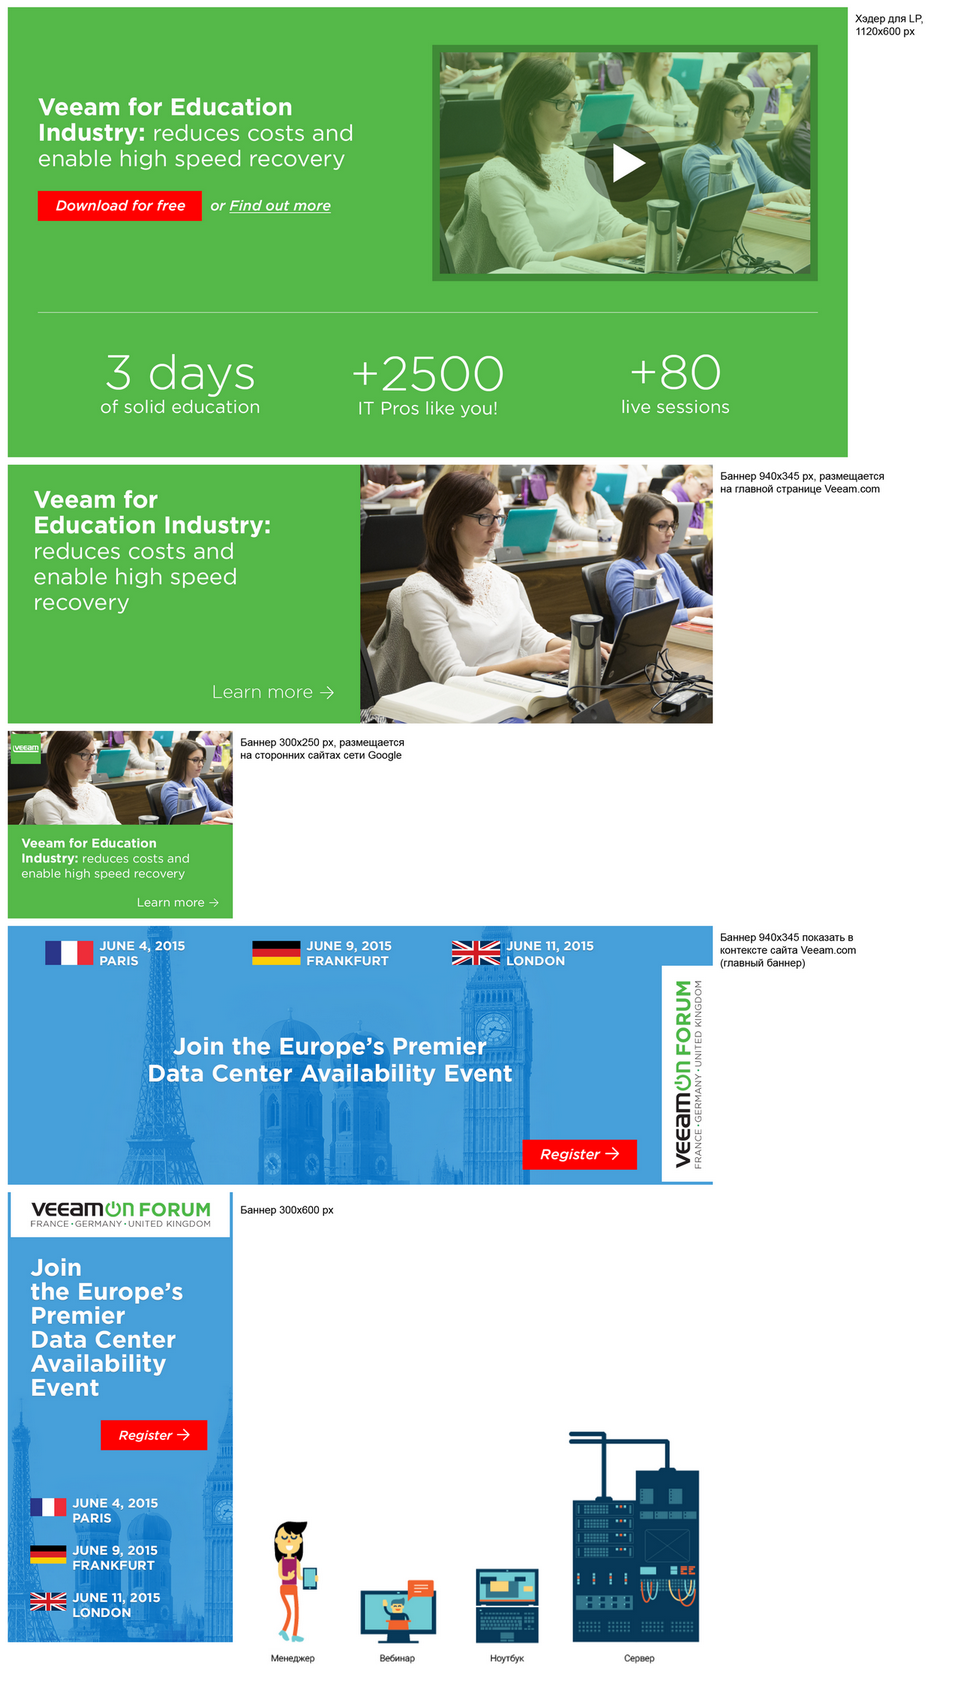 Хэдер для LP,
1120x600 px
Veeam for Education
Industry: reduces costs and
enable high speed recovery
Download for free or Find out more
3 days
of solid education
+2500
IT Pros like you!
+80
live sessions
Баннер 940x345 px, размещается
на главной странице Veeam.com
Veeam for
Education Industry:
reduces costs and
enable high speed
recovery
Learn more →
Баннер 300x250 px, размещается
на сторонних сайтах сети Google
veeam
Veeam for Education
Industry: reduces costs and
enable high speed recovery
Learn more →
Баннер 940x345 показать в
контексте сайта Veeam.com
(главный баннер)
JUNE 4, 2015
PARIS
JUNE 9, 2015
FRANKFURT
JUNE 11, 2015
LONDON
Join the Europe's Premier
Data Center Availability Event
Register →
VEEAMON FORUM
FRANCE·GERMANY·UNITED KINGDOM
Баннер 300x600 px
VEEAMON FORUM
FRANCE·GERMANY·UNITED KINGDOM
Join
the Europe's
Premier
Data Center
Availability
Event
Register →
JUNE 4, 2015
PARIS
JUNE 9, 2015
FRANKFURT
JUNE 11, 2015
LONDON
Менеджер
Вебинар
Ноутбук
Сервер